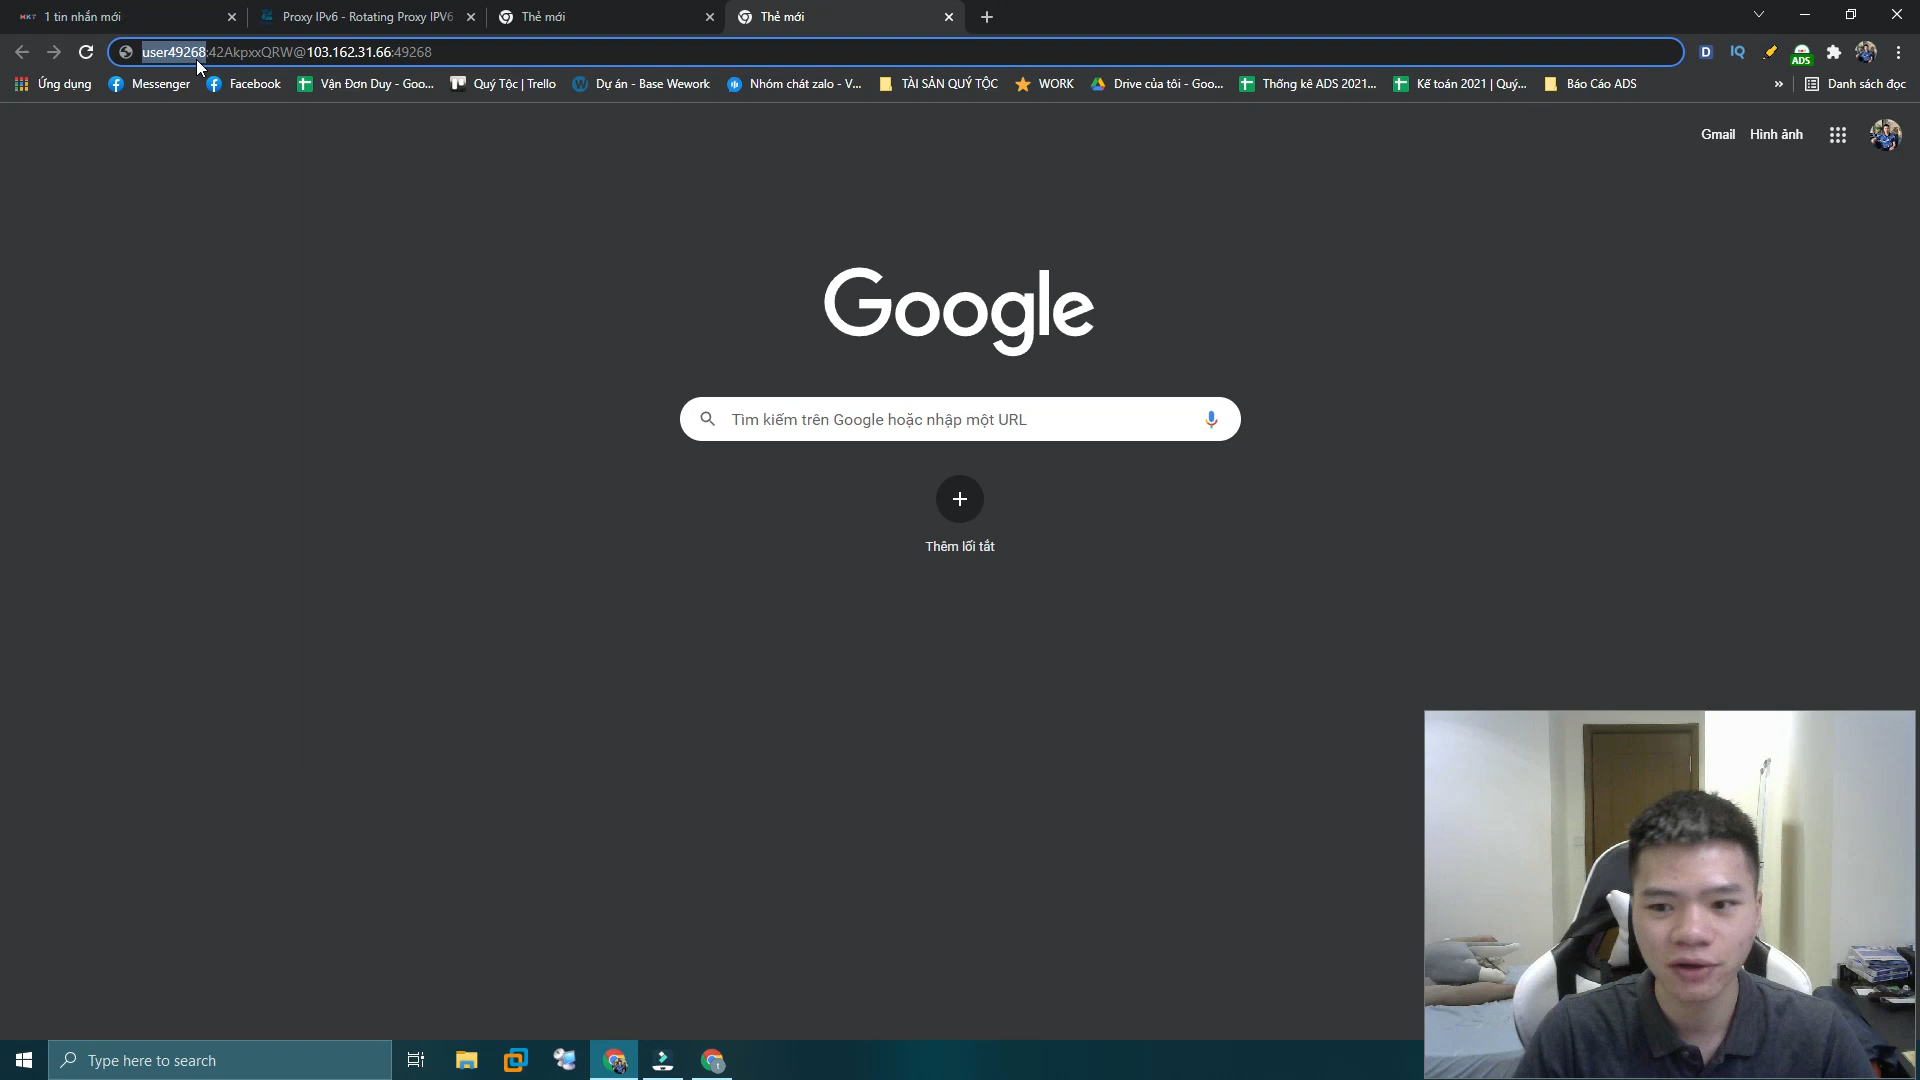 MKT 1 tin nhắn mới
Proxy IPv6 - Rotating Proxy IPV6
Thẻ mới
Thẻ mới
user49268:42AkpxxQRW@103.162.31.66:49268
D
IQ
ADS
Ứng dụng
Messenger
Facebook
Vận Đơn Duy - Goo...
Quý Tộc | Trello
Dự án - Base Wework
Nhóm chát zalo - V...
TÀI SẢN QUÝ TỘC
WORK
Drive của tôi - Goo...
Thống kê ADS 2021...
Kế toán 2021 | Quý...
Báo Cáo ADS
»
Danh sách đọc
Gmail
Hình ảnh
Google
Tìm kiếm trên Google hoặc nhập một URL
Thêm lối tắt
Type here to search